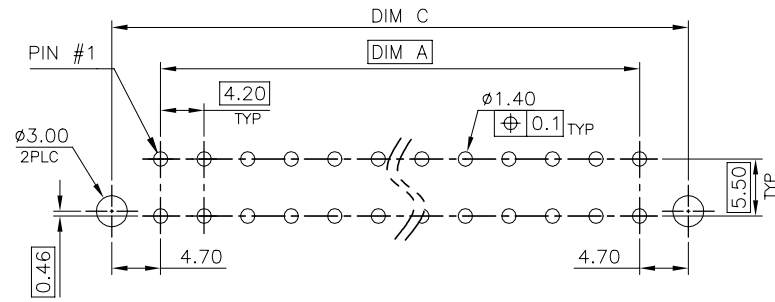 DIM C
PIN #1
DIM A
4.20
TYP
ø1.40
⌖ 0.1 TYP
ø3.00
2PLC
5.50
TYP
0.46
4.70
4.70